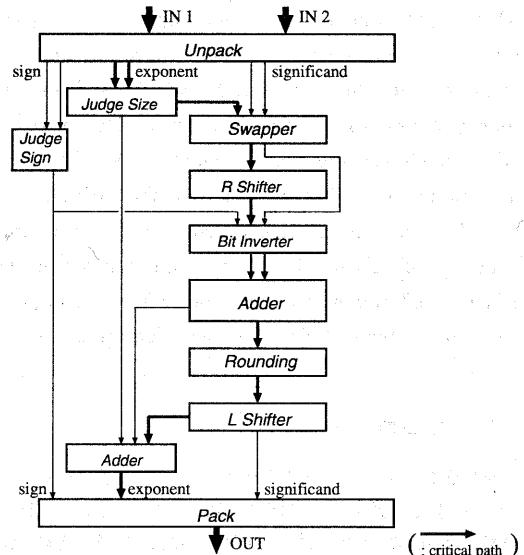 IN 1
IN 2
Unpack
sign
exponent
significand
Judge Size
Swapper
Judge
Sign
R Shifter
Bit Inverter
Adder
Rounding
L Shifter
Adder
sign
exponent
significand
Pack
OUT
( : critical path )